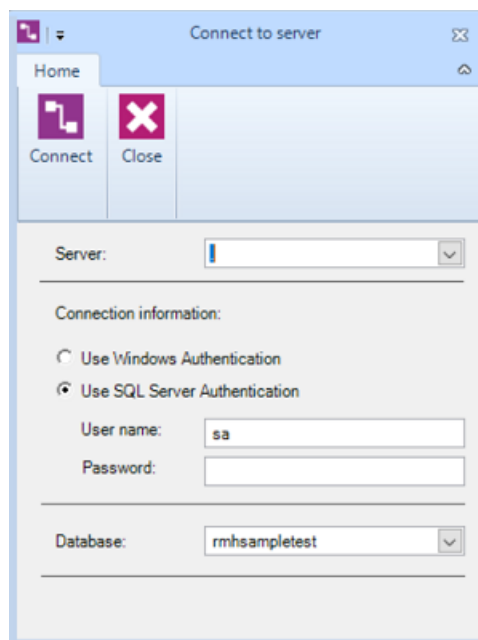 Connect to server
Home
Connect Close
Server: .
Connection information:
Use Windows Authentication
Use SQL Server Authentication
User name: sa
Password:
Database: rmhsampletest